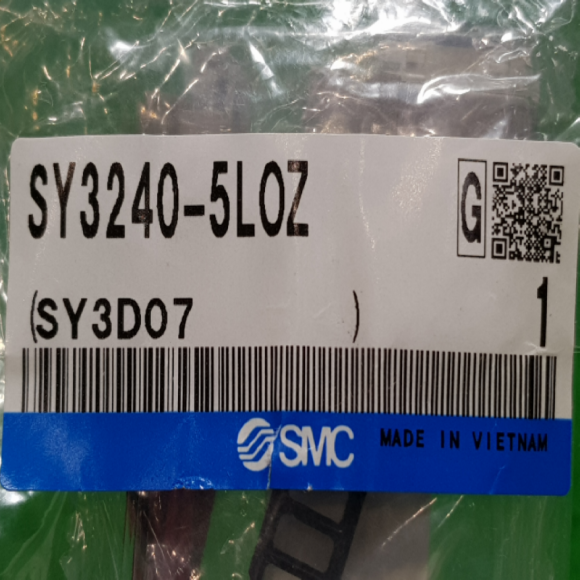 SY3240-5LOZ
G
(SY3D07 )
1
SMC
MADE IN VIETNAM